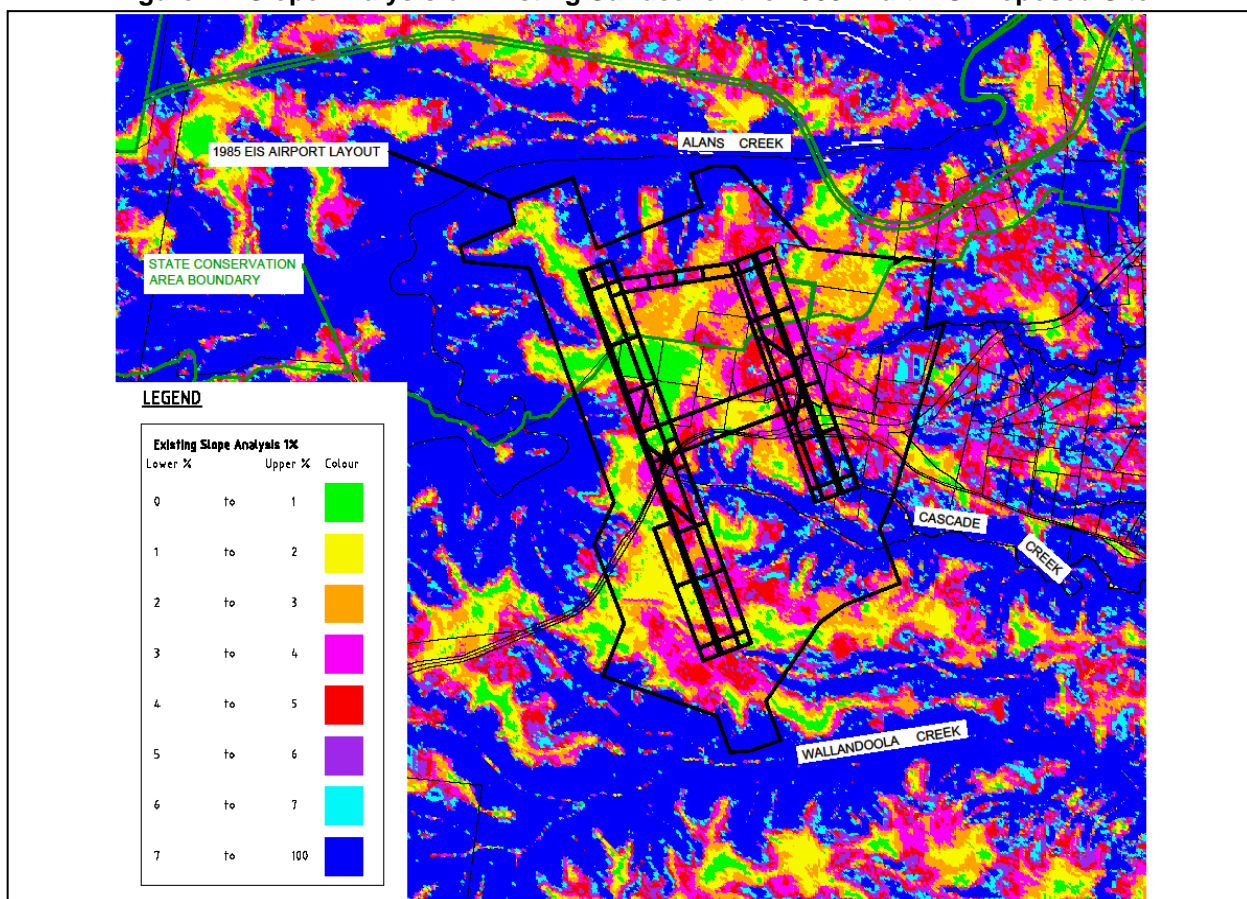 ALANS CREEK
1985 EIS AIRPORT LAYOUT
STATE CONSERVATION
AREA BOUNDARY
LEGEND
Existing Slope Analysis 1%
Lower % Upper % Colour
0 to 1
1 to 2
2 to 3
3 to 4
4 to 5
5 to 6
6 to 7
7 to 100
CASCADE
CREEK
WALLANDOOLA CREEK